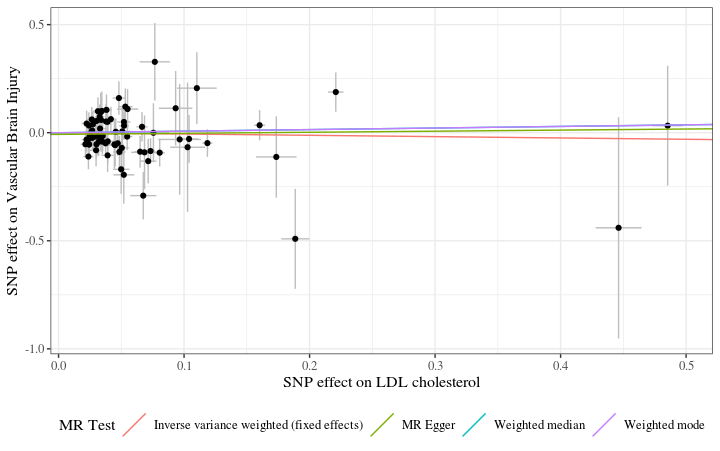 0.5
0.0
-0.5
-1.0
SNP effect on Vascular Brain Injury
0.0
0.1
0.2
0.3
0.4
0.5
SNP effect on LDL cholesterol
MR Test
Inverse variance weighted (fixed effects)
MR Egger
Weighted median
Weighted mode